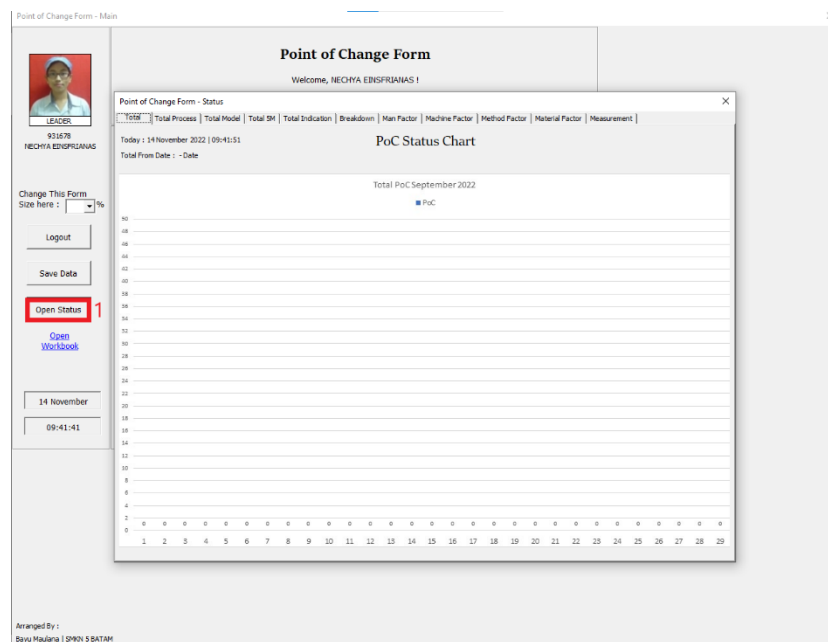 Point of Change Form - Main
Point of Change Form
Welcome, NECHYA EINSFRIANAS !
LEADER
931678
NECHYA EINSFRIANAS
Change This Form
Size here : %
Logout
Save Data
Open Status 1
Open
Workbook
14 November
09:41:41
Point of Change Form - Status
Total Total Process Total Model Total 5M Total Indication Breakdown Man Factor Machine Factor Method Factor Material Factor Measurement
Today : 14 November 2022 | 09:41:51
PoC Status Chart
Total From Date : - Date
Total PoC September 2022
PoC
50
48
46
44
42
40
38
36
34
32
30
28
26
24
22
20
18
16
14
12
10
8
6
4
2
0
0 0 0 0 0 0 0 0 0 0 0 0 0 0 0 0 0 0 0 0 0 0 0 0 0 0 0 0 0
1 2 3 4 5 6 7 8 9 10 11 12 13 14 15 16 17 18 19 20 21 22 23 24 25 26 27 28 29
Arranged By :
Bayu Maulana | SMKN 5 BATAM